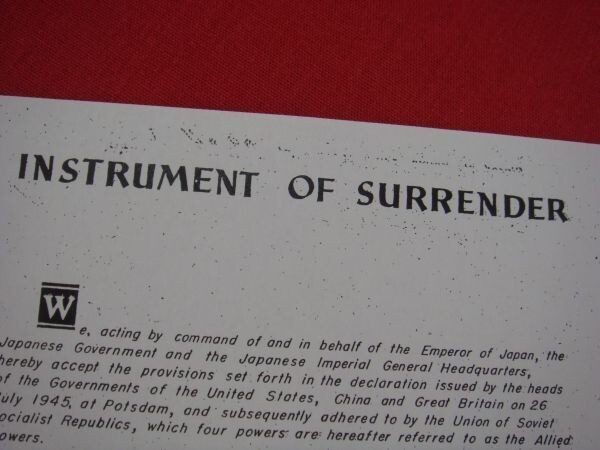 INSTRUMENT OF SURRENDER
We, acting by command of and in behalf of the Emperor of Japan, the
Japanese Government and the Japanese Imperial General Headquarters,
hereby accept the provisions set forth in the declaration issued by the heads
of the Governments of the United States, China and Great Britain on 26
July 1945, at Potsdam, and subsequently adhered to by the Union of Soviet
ocialist Republics, which four powers are hereafter referred to as the Allied
owers.